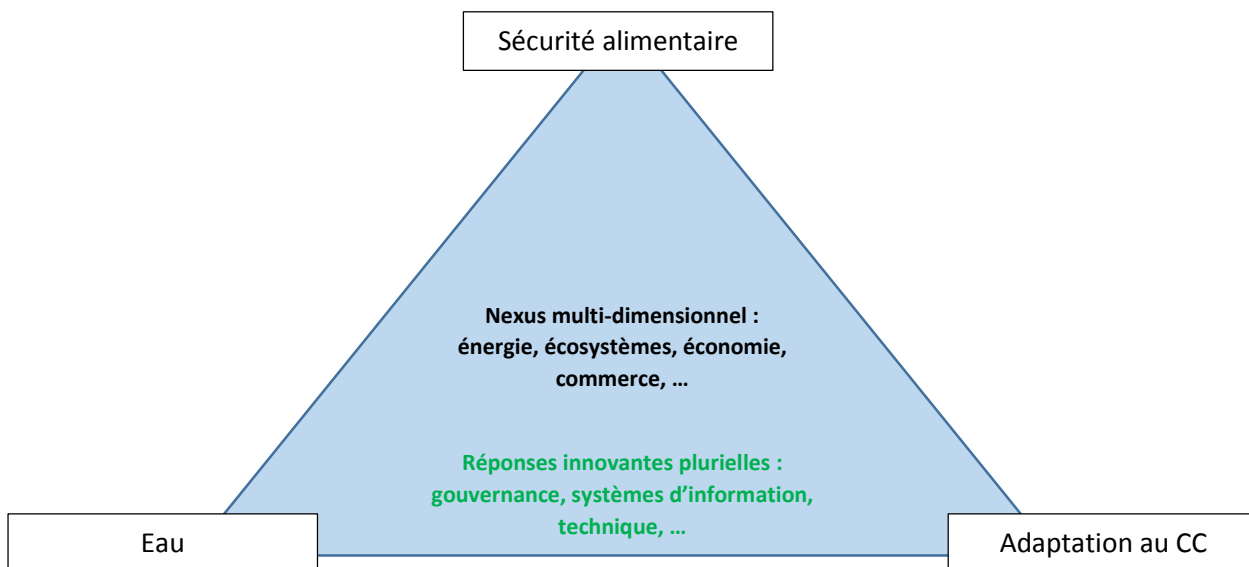 Sécurité alimentaire
Nexus multi-dimensionnel :
énergie, écosystèmes, économie,
commerce, …
Réponses innovantes plurielles :
gouvernance, systèmes d’information,
technique, …
Eau
Adaptation au CC